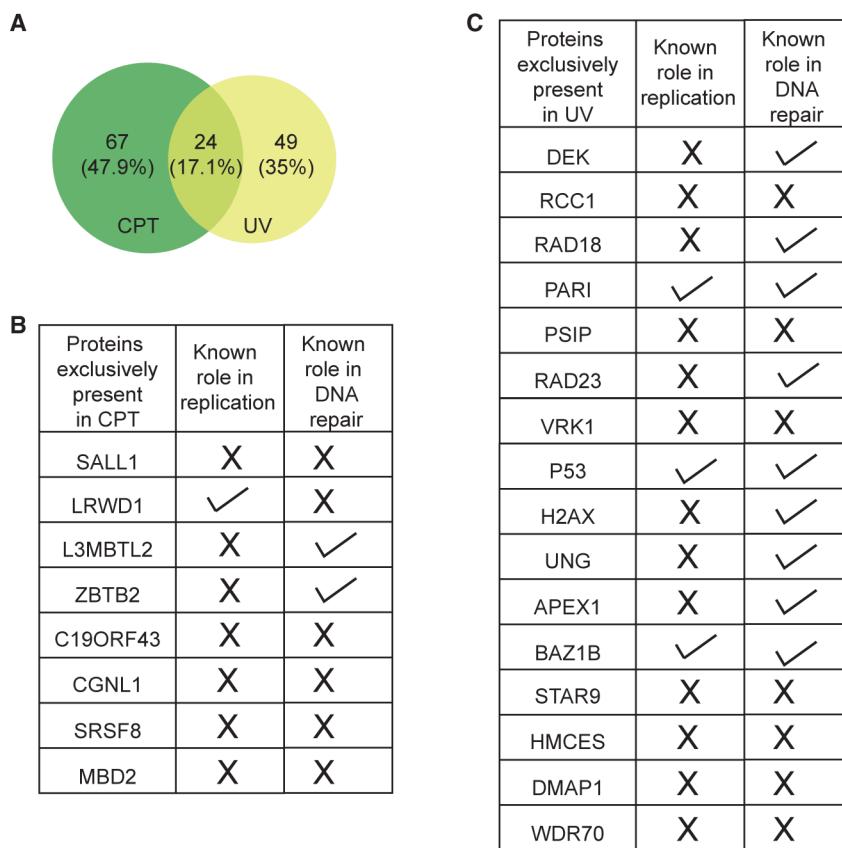 A
67
(47.9%)
24
(17.1%)
49
(35%)
CPT
UV
B
Proteins
exclusively
present
in CPT
Known
role in
replication
Known
role in
DNA
repair
SALL1 X X
LRWD1 ✓ X
L3MBTL2 X ✓
ZBTB2 X ✓
C19ORF43 X X
CGNL1 X X
SRSF8 X X
MBD2 X X
C
Proteins
exclusively
present
in UV
Known
role in
replication
Known
role in
DNA
repair
DEK X ✓
RCC1 X X
RAD18 X ✓
PARI ✓ ✓
PSIP X X
RAD23 X ✓
VRK1 X X
P53 ✓ ✓
H2AX X ✓
UNG X ✓
APEX1 X ✓
BAZ1B ✓ ✓
STAR9 X X
HMCES X X
DMAP1 X X
WDR70 X X